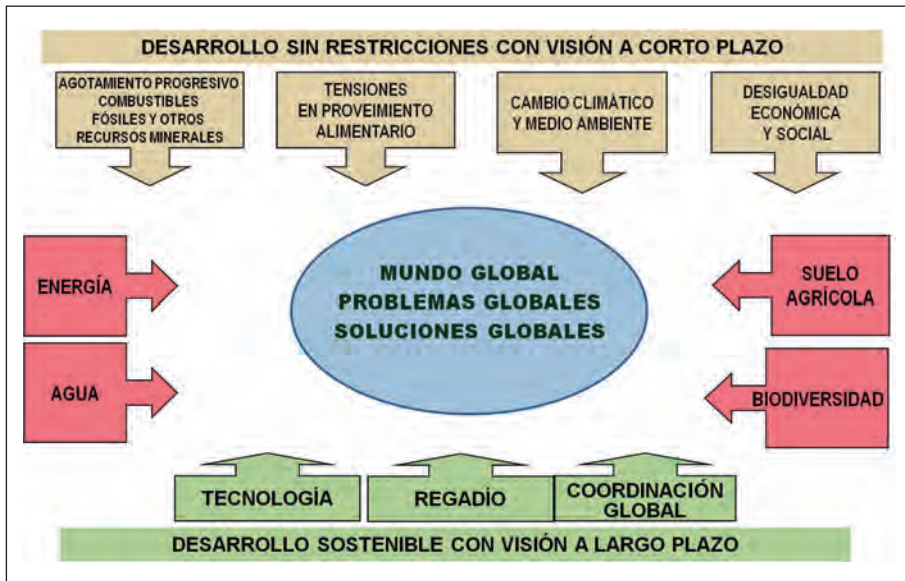 DESARROLLO SIN RESTRICCIONES CON VISIÓN A CORTO PLAZO
AGOTAMIENTO PROGRESIVO
COMBUSTIBLES
FÓSILES Y OTROS
RECURSOS MINERALES
TENSIONES
EN PROVEIMIENTO
ALIMENTARIO
CAMBIO CLIMÀTICO
Y MEDIO AMBIENTE
DESIGUALDAD
ECONÓMICA
Y SOCIAL
ENERGÍA
MUNDO GLOBAL
PROBLEMAS GLOBALES
SOLUCIONES GLOBALES
SUELO
AGRÍCOLA
AGUA
BIODIVERSIDAD
TECNOLOGÍA
REGADÍO
COORDINACIÓN
GLOBAL
DESARROLLO SOSTENIBLE CON VISIÓN A LARGO PLAZO